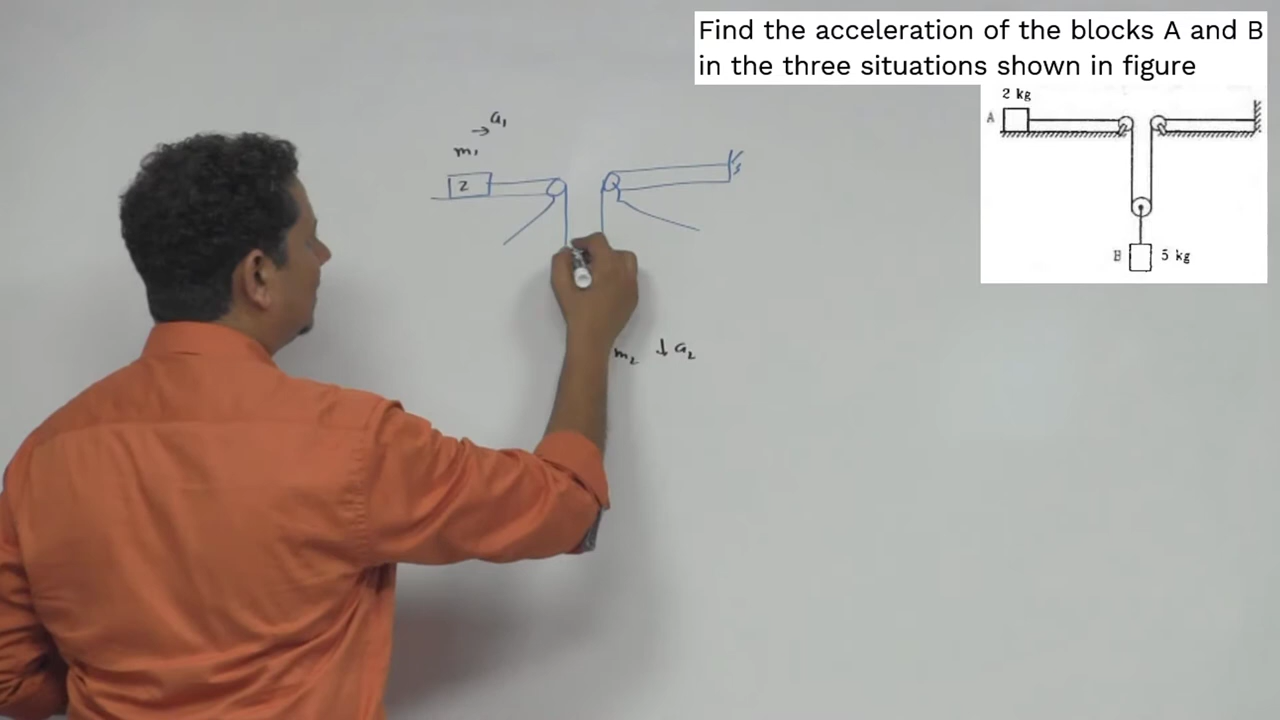 Find the acceleration of the blocks A and B
in the three situations shown in figure
2 kg
A
B 5 kg
→ a₁
m₁
2
m₂ ↓ a₂